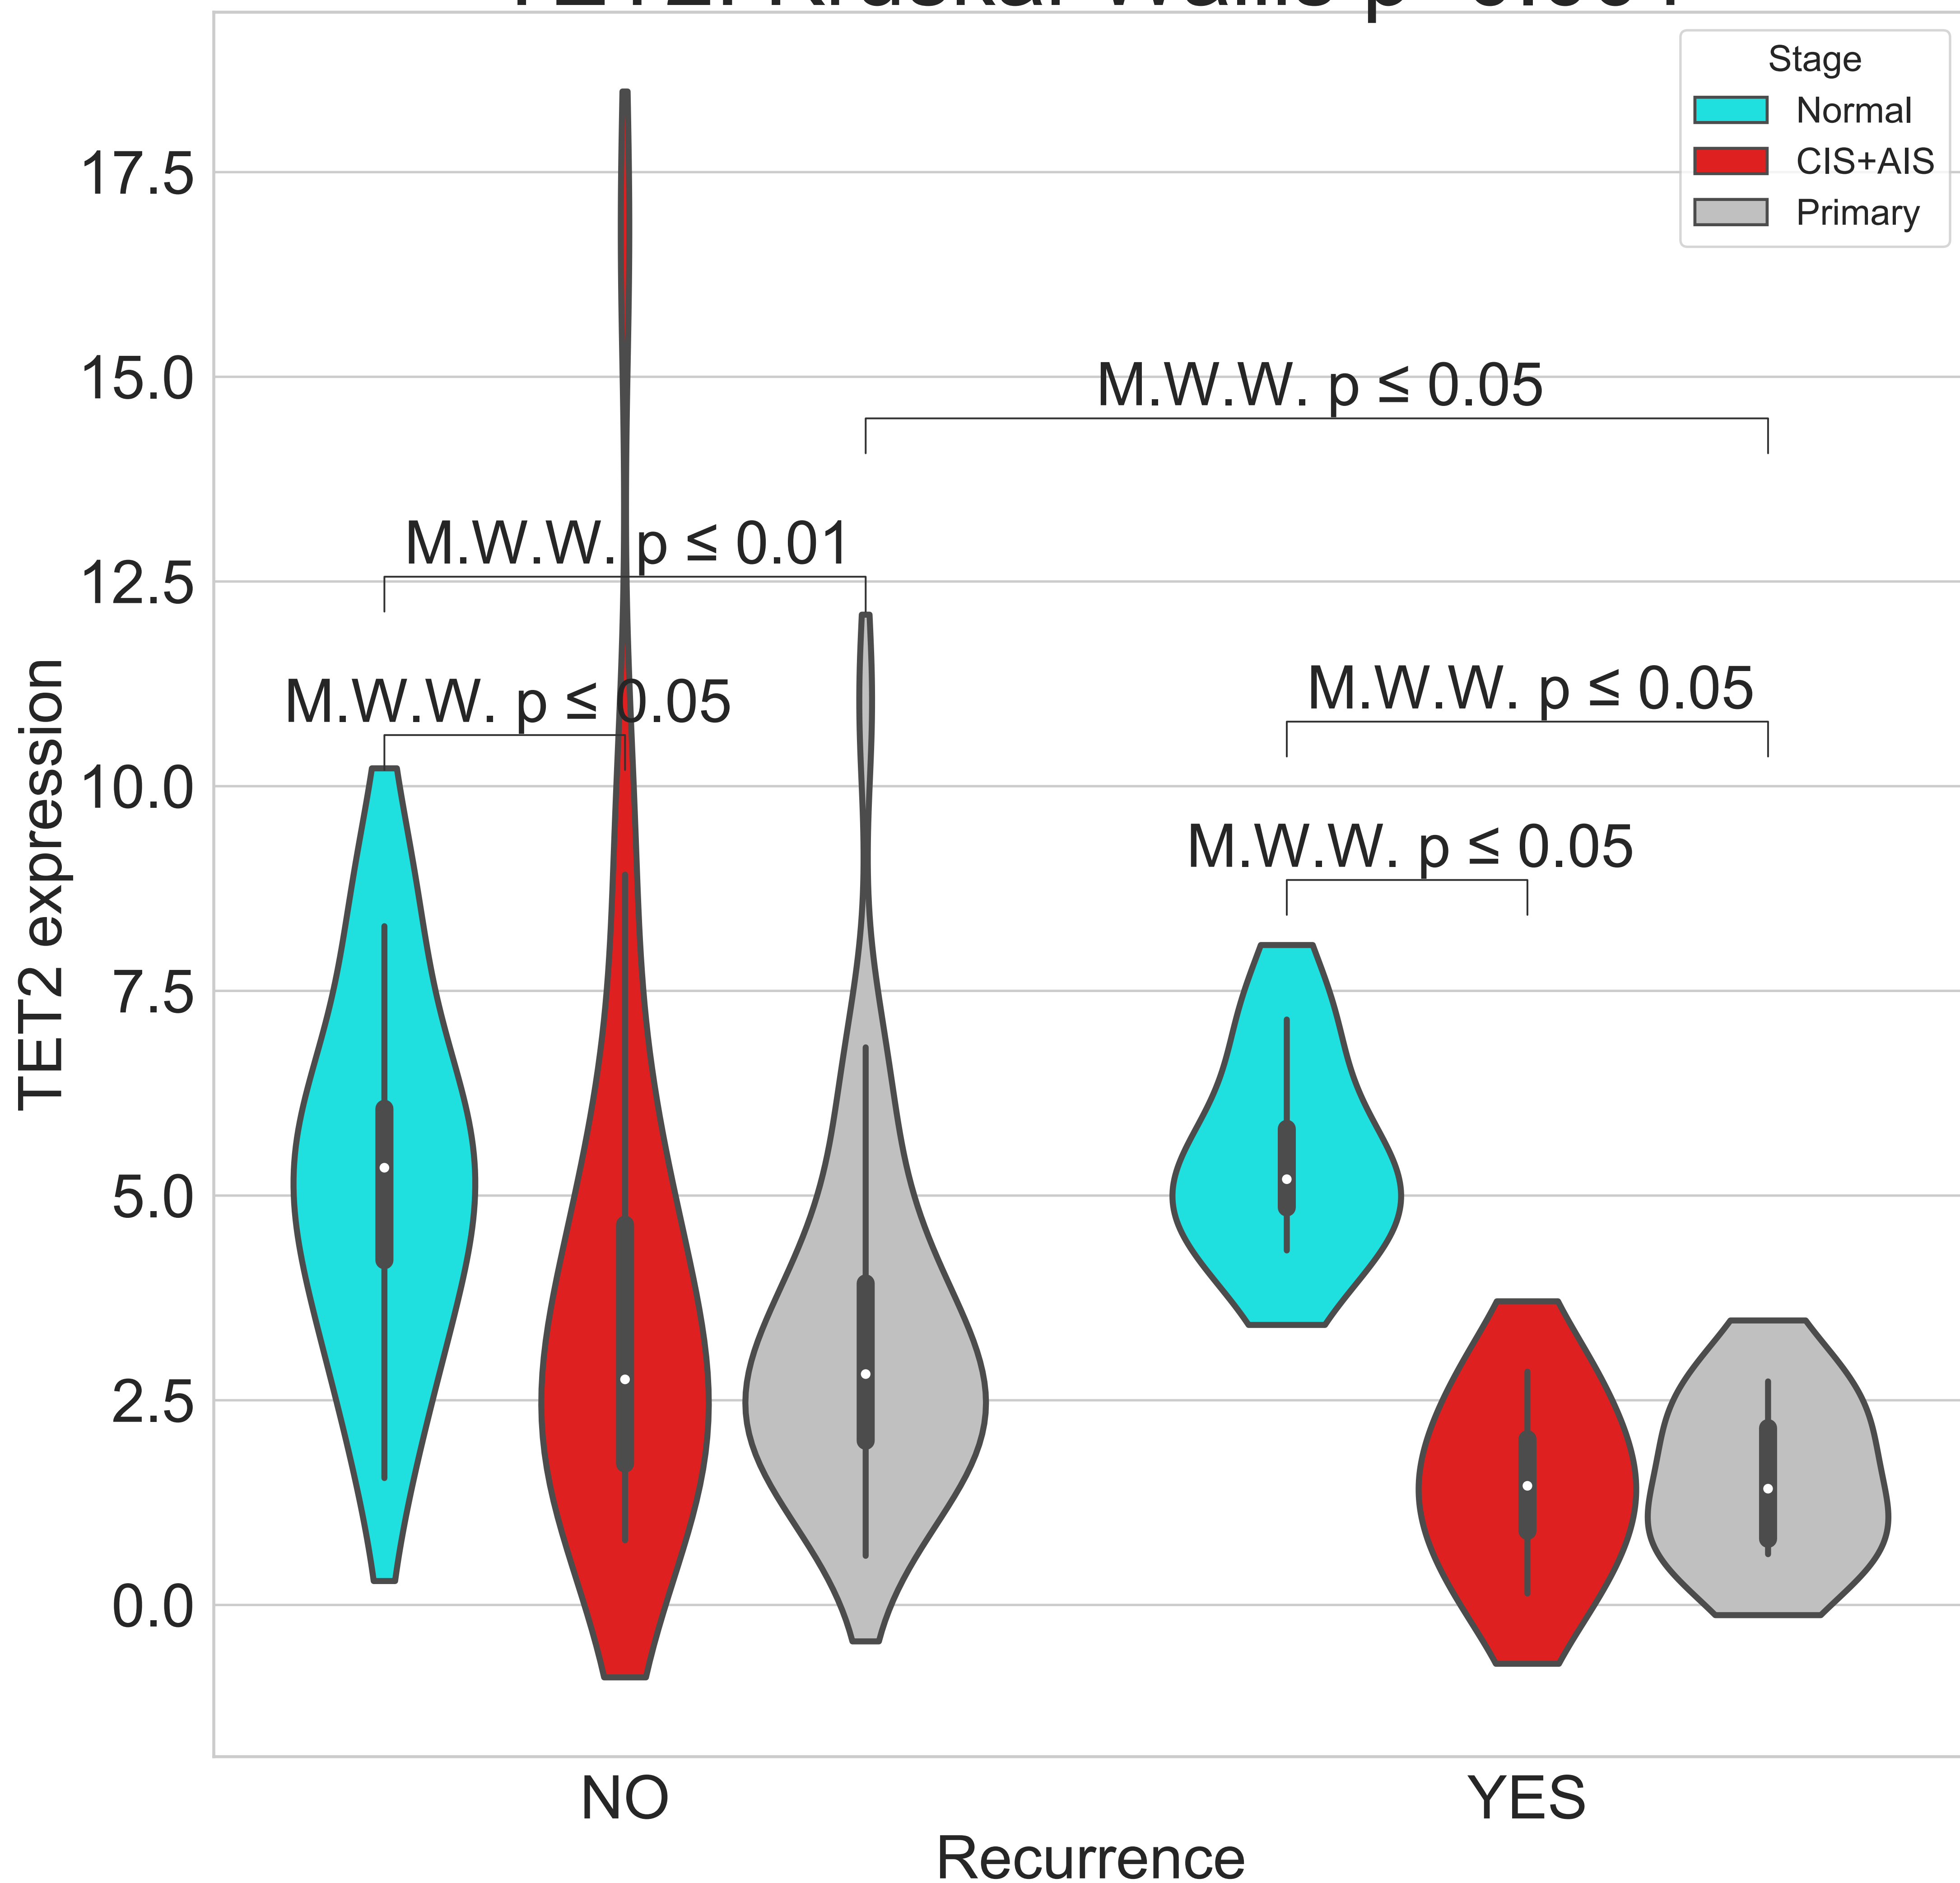 Stage
Normal
CIS+AIS
Primary
17.5
15.0
12.5
10.0
7.5
5.0
2.5
0.0
TET2 expression
M.W.W. p ≤ 0.05
M.W.W. p ≤ 0.01
M.W.W. p ≤ 0.05
M.W.W. p ≤ 0.05
M.W.W. p ≤ 0.05
NO
YES
Recurrence